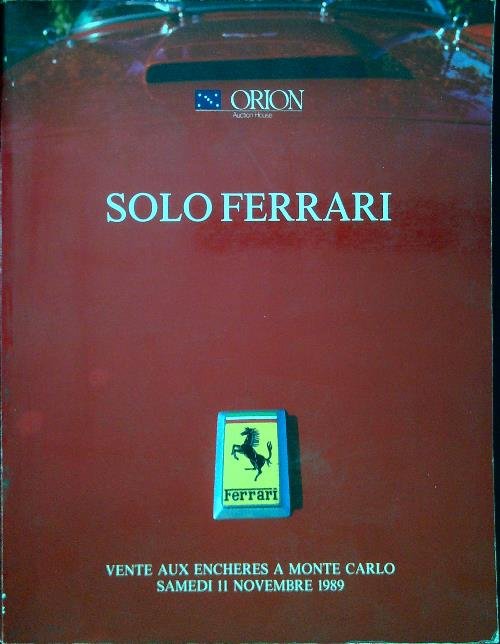 ORION
Auction House
SOLO FERRARI
Ferrari
VENTE AUX ENCHERES A MONTE CARLO
SAMEDI 11 NOVEMBRE 1989